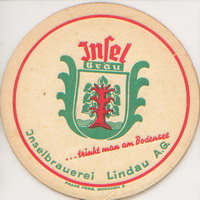 Insel
Bräu
...trinkt man am Bodensee
Inselbrauerei Lindau A.G.